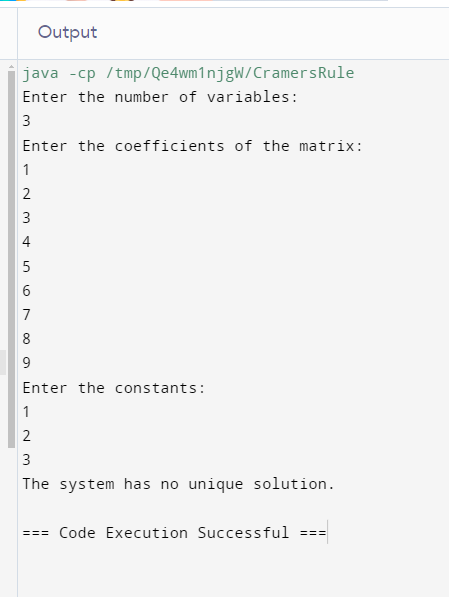 Output
java -cp /tmp/Qe4wm1njgW/CramersRule
Enter the number of variables:
3
Enter the coefficients of the matrix:
1
2
3
4
5
6
7
8
9
Enter the constants:
1
2
3
The system has no unique solution.
=== Code Execution Successful ===